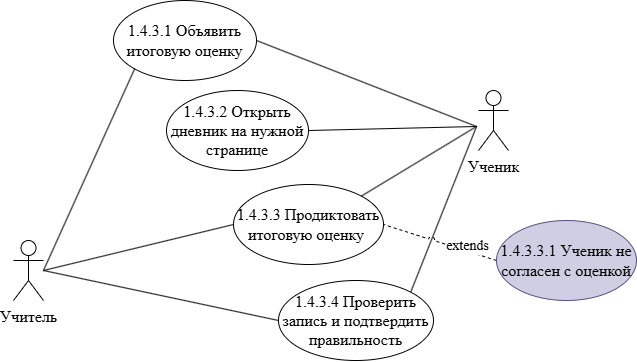 1.4.3.1 Объявить
итоговую оценку
1.4.3.2 Открыть
дневник на нужной
странице
Ученик
1.4.3.3 Продиктовать
итоговую оценку
extends
1.4.3.3.1 Ученик не
согласен с оценкой
Учитель
1.4.3.4 Проверить
запись и подтвердить
правильность